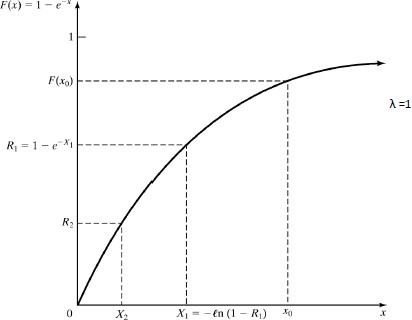 F(x) = 1 − e^{−x}
1
F(x₀)
λ =1
R₁ = 1 − e^{−X₁}
R₂
0
X₂
X₁ = −ℓn (1 − R₁)
x₀
x